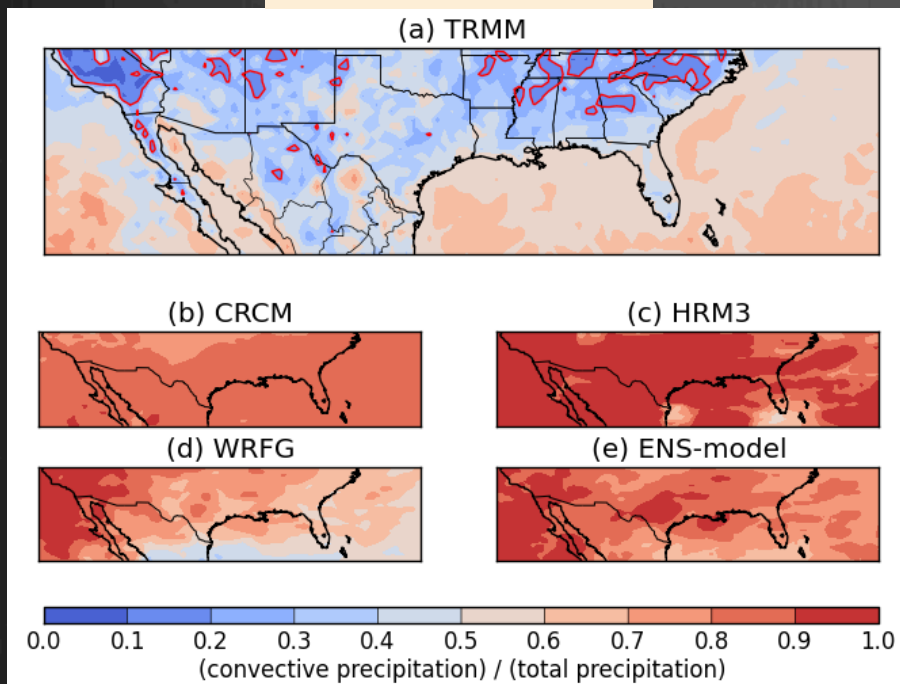 (a) TRMM
(b) CRCM
(c) HRM3
(d) WRFG
(e) ENS-model
0.0 0.1 0.2 0.3 0.4 0.5 0.6 0.7 0.8 0.9 1.0
(convective precipitation) / (total precipitation)